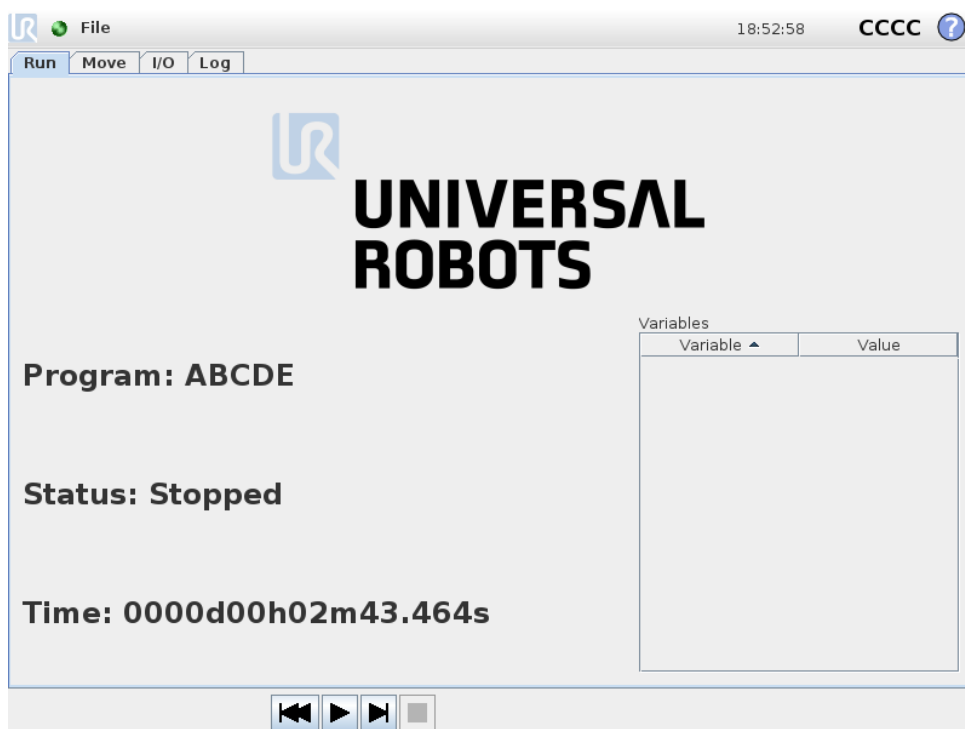 File
18:52:58
CCCC
?
Run
Move
I/O
Log
UR
UNIVERSAL
ROBOTS
Variables
Variable
Value
Program: ABCDE
Status: Stopped
Time: 0000d00h02m43.464s